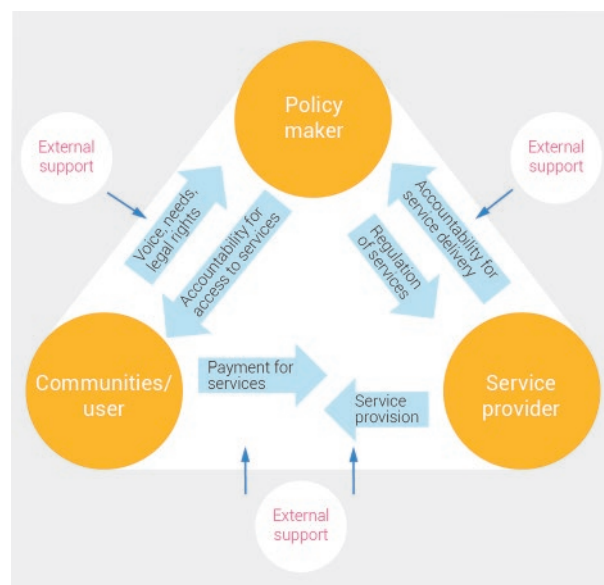 Policy
maker
External
support
External
support
Voice, needs,
legal rights
Accountability for
access to services
Regulation
of services
Accountability for
service delivery
Communities/
user
Payment for
services
Service
provision
Service
provider
External
support